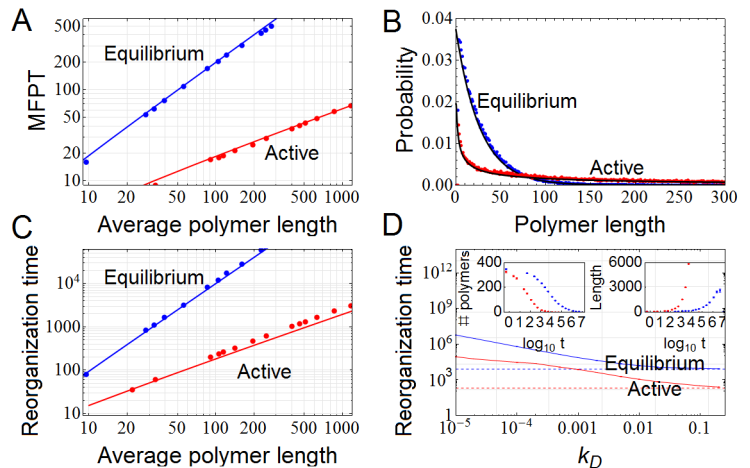 A
MFPT
500
200
100
50
20
10
Equilibrium
Active
10 20 50 100 200 500 1000
Average polymer length
B
Probability
0.04
0.03
0.02
0.01
0.00
Equilibrium
Active
0 50 100 150 200 250 300
Polymer length
C
Reorganization time
10^4
1000
100
10
Equilibrium
Active
10 20 50 100 200 500 1000
Average polymer length
D
Reorganization time
10^12
10^9
10^6
10^3
1
# polymers
400
200
0
0 1 2 3 4 5 6 7
log10 t
Length
6000
3000
0
0 1 2 3 4 5 6 7
log10 t
Equilibrium
Active
10^-5 10^-4 0.001 0.01 0.1
k_D